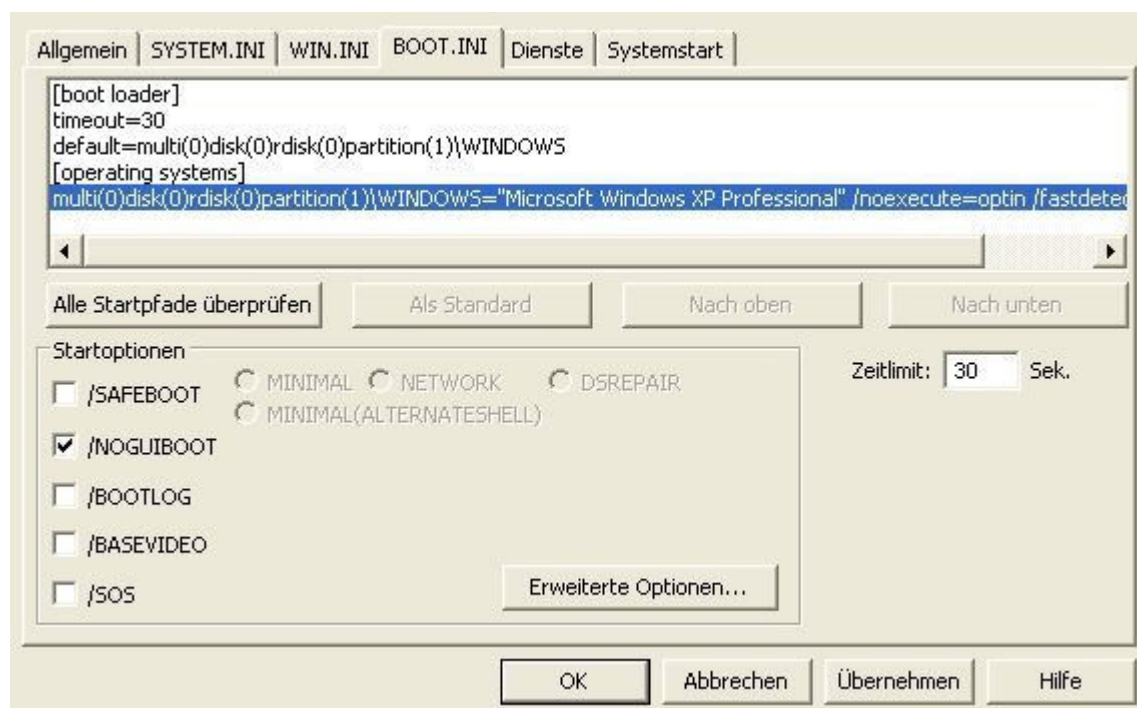 Allgemein SYSTEM.INI WIN.INI BOOT.INI Dienste Systemstart
[boot loader]
timeout=30
default=multi(0)disk(0)rdisk(0)partition(1)\WINDOWS
[operating systems]
multi(0)disk(0)rdisk(0)partition(1)\WINDOWS="Microsoft Windows XP Professional" /noexecute=optin /fastdetec
Alle Startpfade überprüfen Als Standard Nach oben Nach unten
Startoptionen
Zeitlimit: 30 Sek.
/SAFEBOOT MINIMAL NETWORK DSREPAIR
MINIMAL(ALTERNATESHELL)
/NOGUIBOOT
/BOOTLOG
/BASEVIDEO
/SOS
Erweiterte Optionen...
OK Abbrechen Übernehmen Hilfe